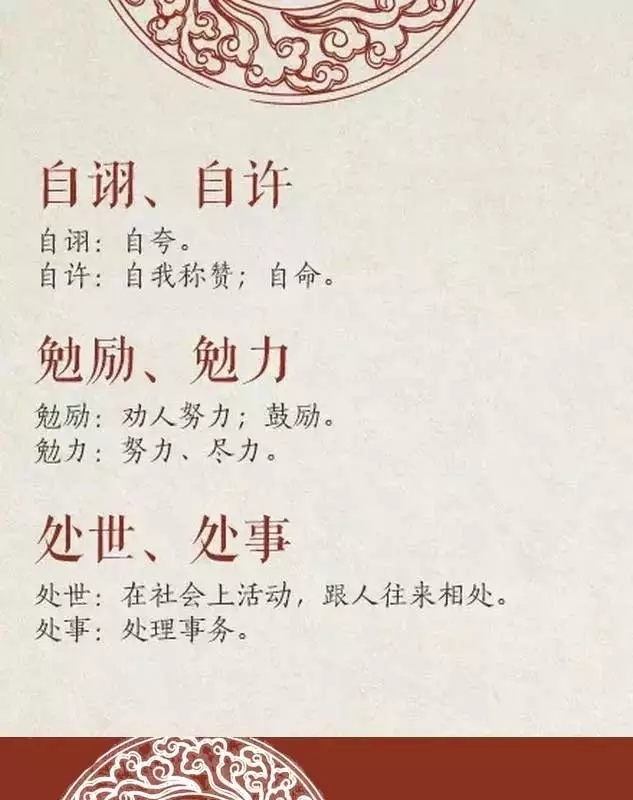 自诩、自许
自诩：自夸。
自许：自我称赞；自命。
勉励、勉力
勉励：劝人努力；鼓励。
勉力：努力、尽力。
处世、处事
处世：在社会上活动，跟人往来相处。
处事：处理事务。